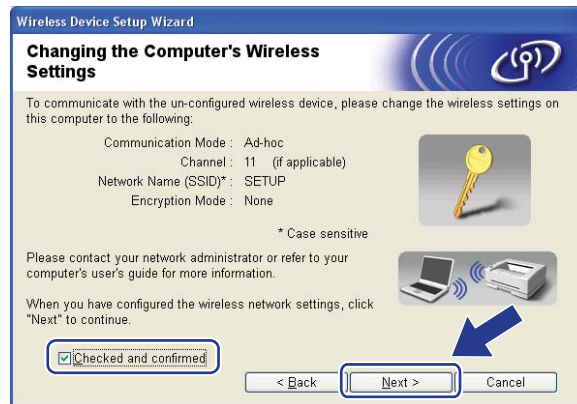 Wireless Device Setup Wizard
Changing the Computer's Wireless
Settings
To communicate with the un-configured wireless device, please change the wireless settings on
this computer to the following:
Communication Mode : Ad-hoc
Channel : 11 (if applicable)
Network Name (SSID)* : SETUP
Encryption Mode : None
* Case sensitive
Please contact your network administrator or refer to your
computer's user's guide for more information.
When you have configured the wireless network settings, click
"Next" to continue.
Checked and confirmed
< Back Next > Cancel